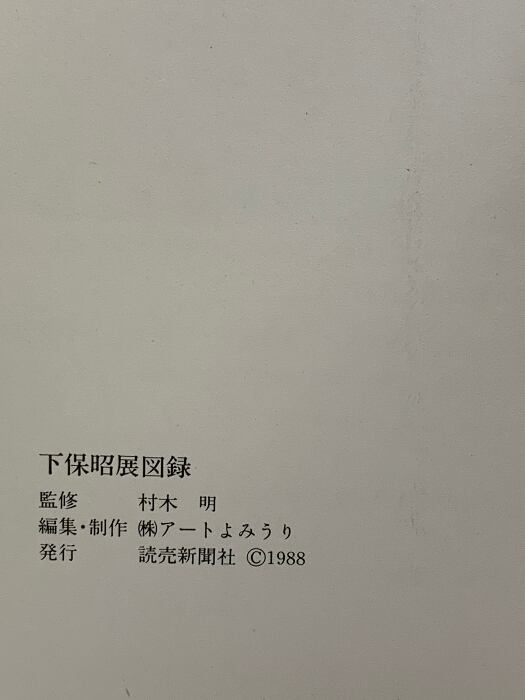 下保昭展図録
監修 村木 明
編集・制作 ㈱アートよみうり
発行 読売新聞社 ©1988